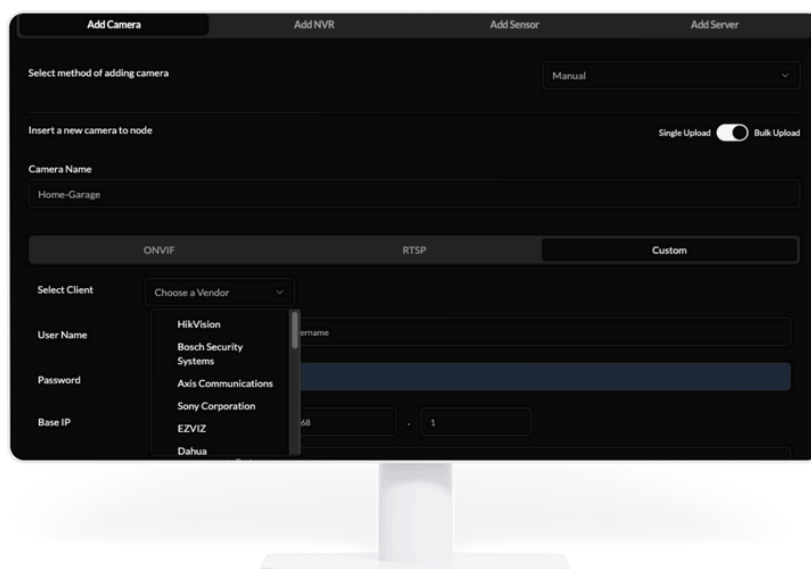 Add Camera
Add NVR
Add Sensor
Add Server
Select method of adding camera
Manual
Insert a new camera to node
Single Upload
Bulk Upload
Camera Name
Home-Garage
ONVIF
RTSP
Custom
Select Client
Choose a Vendor
HikVision
Bosch Security
Systems
Axis Communications
Sony Corporation
EZVIZ
Dahua
User Name
Password
Base IP
68
.
1